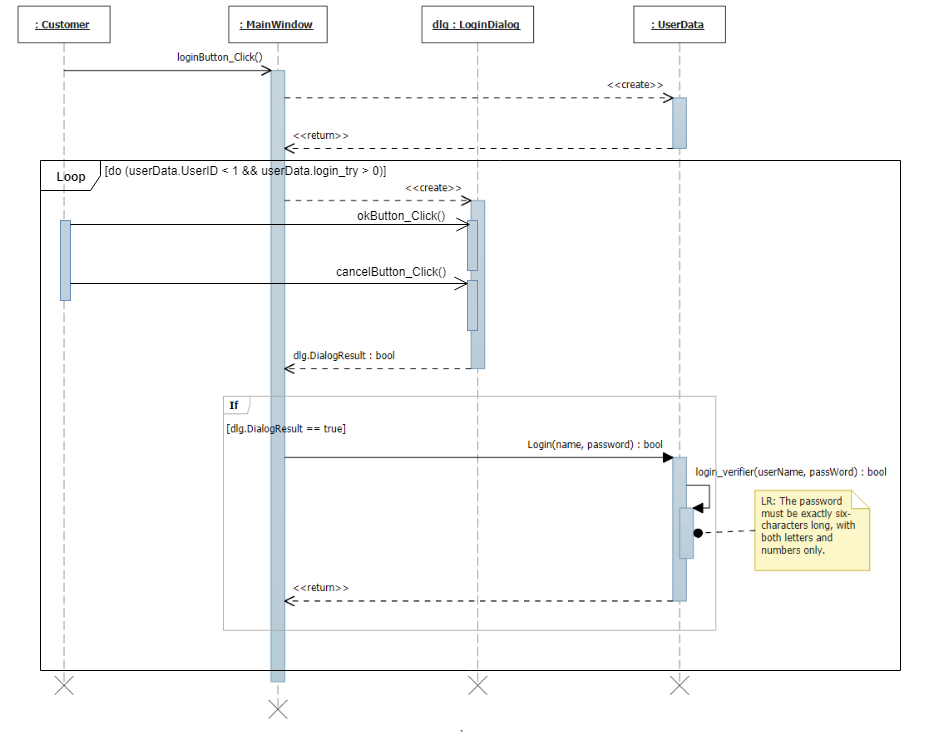 : Customer
: MainWindow
dlg : LoginDialog
: UserData
loginButton_Click()
<<create>>
<<return>>
Loop
[do (userData.UserID < 1 && userData.login_try > 0)]
<<create>>
okButton_Click()
cancelButton_Click()
dlg.DialogResult : bool
If
[dlg.DialogResult == true]
Login(name, password) : bool
login_verifier(userName, passWord) : bool
LR: The password
must be exactly six-
characters long, with
both letters and
numbers only.
<<return>>